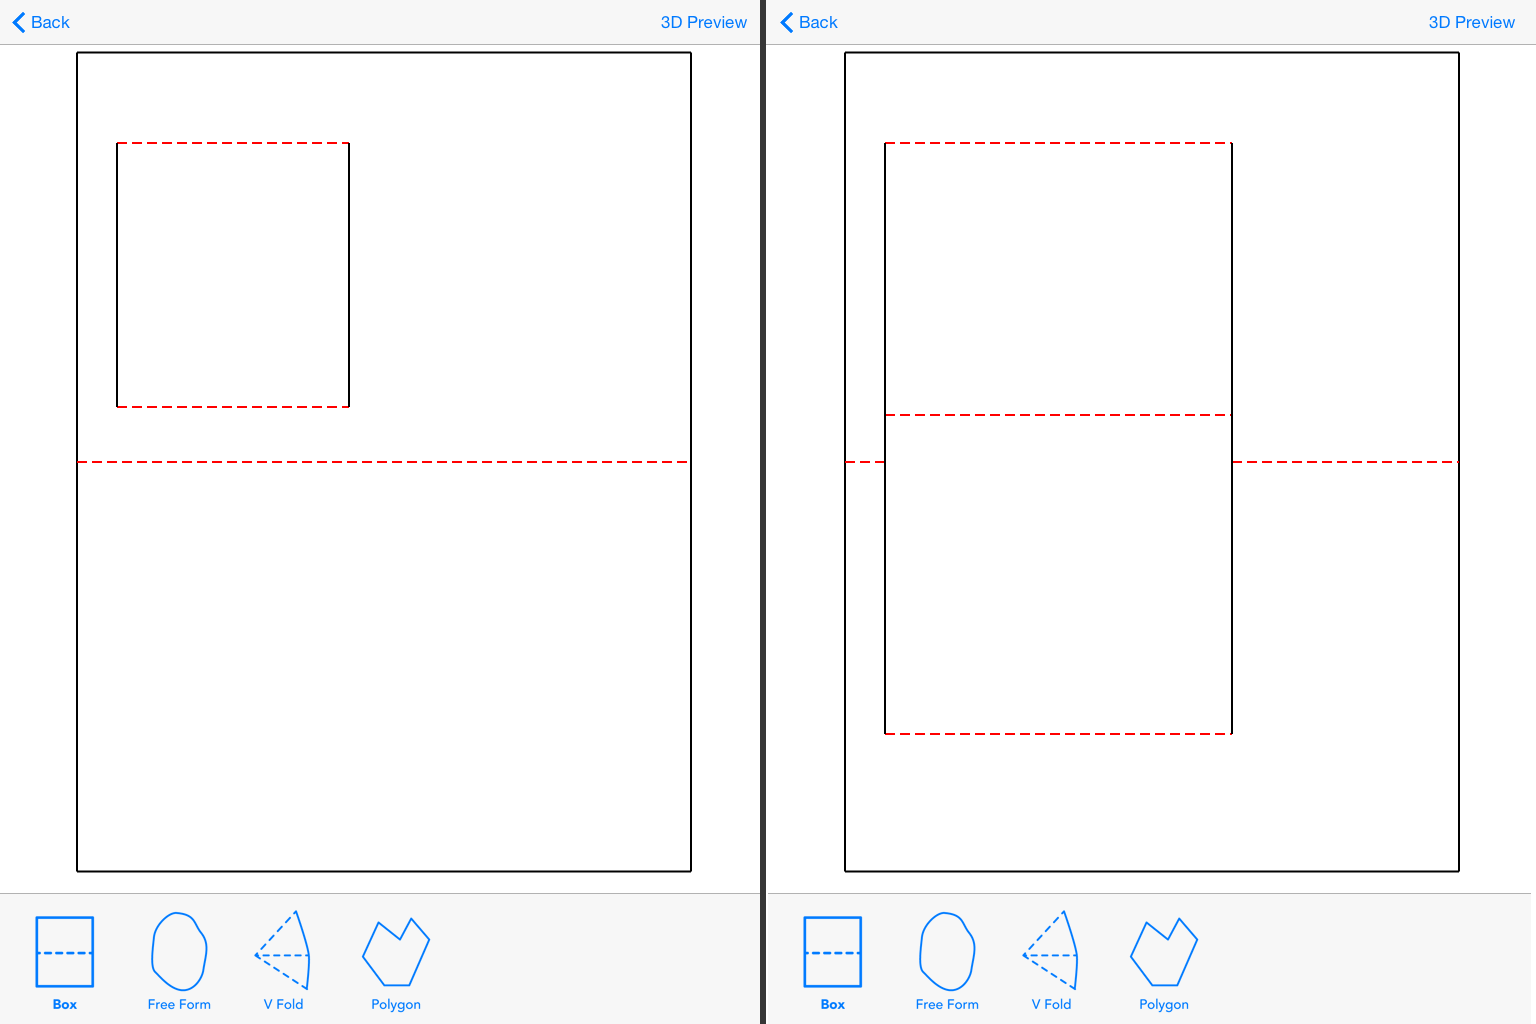 Back
3D Preview
Box
Free Form
V Fold
Polygon
Back
3D Preview
Box
Free Form
V Fold
Polygon